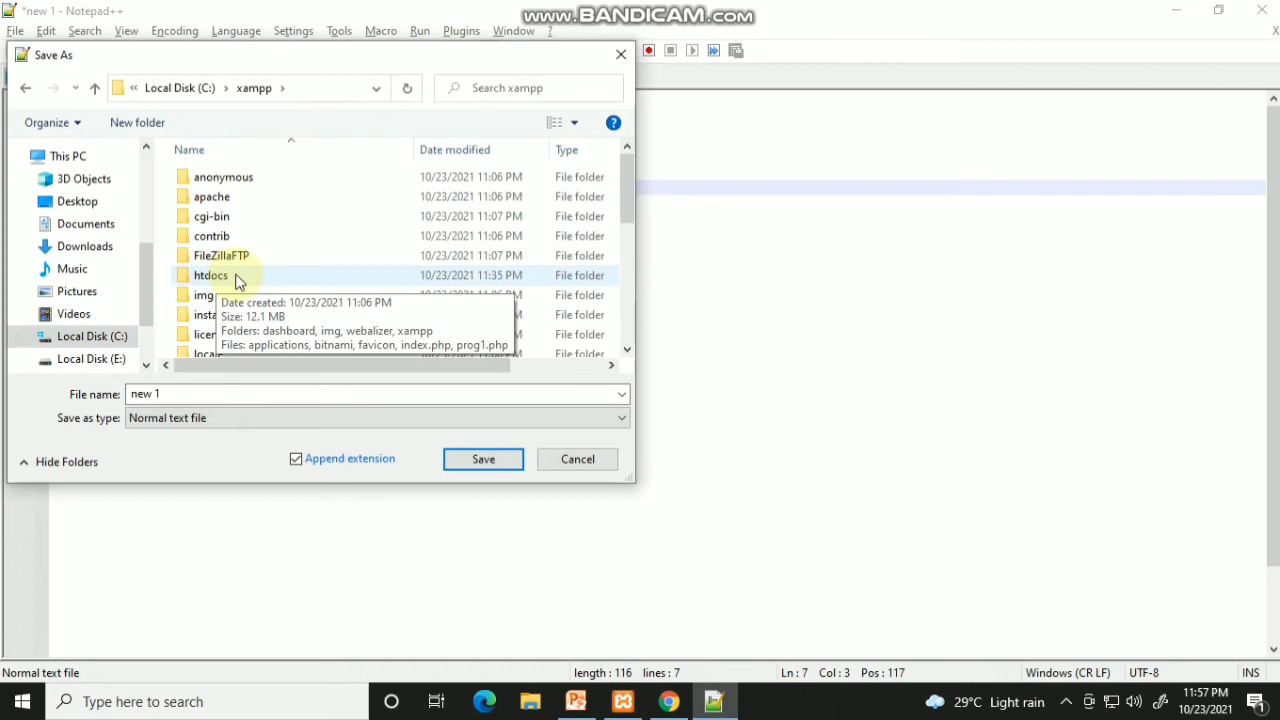 *new 1 - Notepad++
www.BANDICAM.com
File Edit Search View Encoding Language Settings Tools Macro Run Plugins Window ?
X
Save As
« Local Disk (C:) › xampp ›
Search xampp
Organize
New folder
Name Date modified Type
This PC
3D Objects
Desktop
Documents
Downloads
Music
Pictures
Videos
Local Disk (C:)
Local Disk (E:)
anonymous 10/23/2021 11:06 PM File folder
apache 10/23/2021 11:06 PM File folder
cgi-bin 10/23/2021 11:07 PM File folder
contrib 10/23/2021 11:06 PM File folder
FileZillaFTP 10/23/2021 11:07 PM File folder
htdocs 10/23/2021 11:35 PM File folder
img File folder
File folder
File folder
Date created: 10/23/2021 11:06 PM
Size: 12.1 MB
Folders: dashboard, img, webalizer, xampp
Files: applications, bitnami, favicon, index.php, prog1.php
File name: new 1
Save as type: Normal text file
Hide Folders
Append extension
Save
Cancel
Normal text file length : 116 lines : 7 Ln : 7 Col : 3 Pos : 117 Windows (CR LF) UTF-8 INS
Type here to search
29°C Light rain
11:57 PM
10/23/2021
1